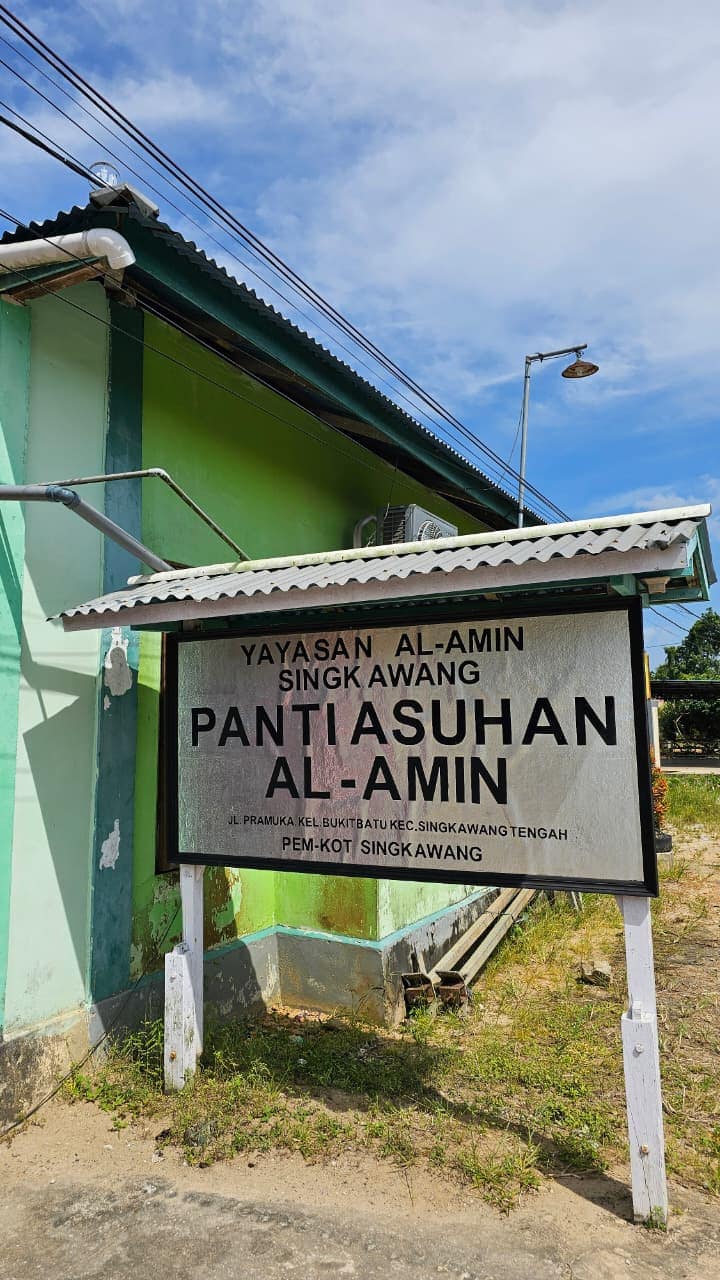 YAYASAN AL-AMIN
SINGKAWANG
PANTI ASUHAN
AL-AMIN
JL. PRAMUKA KEL. BUKITBATU KEC. SINGKAWANG TENGAH
PEM-KOT SINGKAWANG